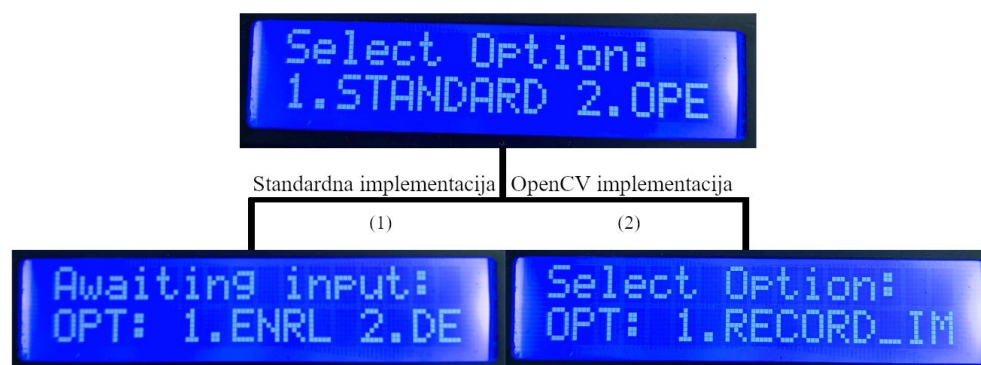 Select Option:
1.STANDARD 2.OPE
Standardna implementacija
OpenCV implementacija
(1)
(2)
Awaiting input:
OPT: 1.ENRL 2.DE
Select Option:
OPT: 1.RECORD_IM